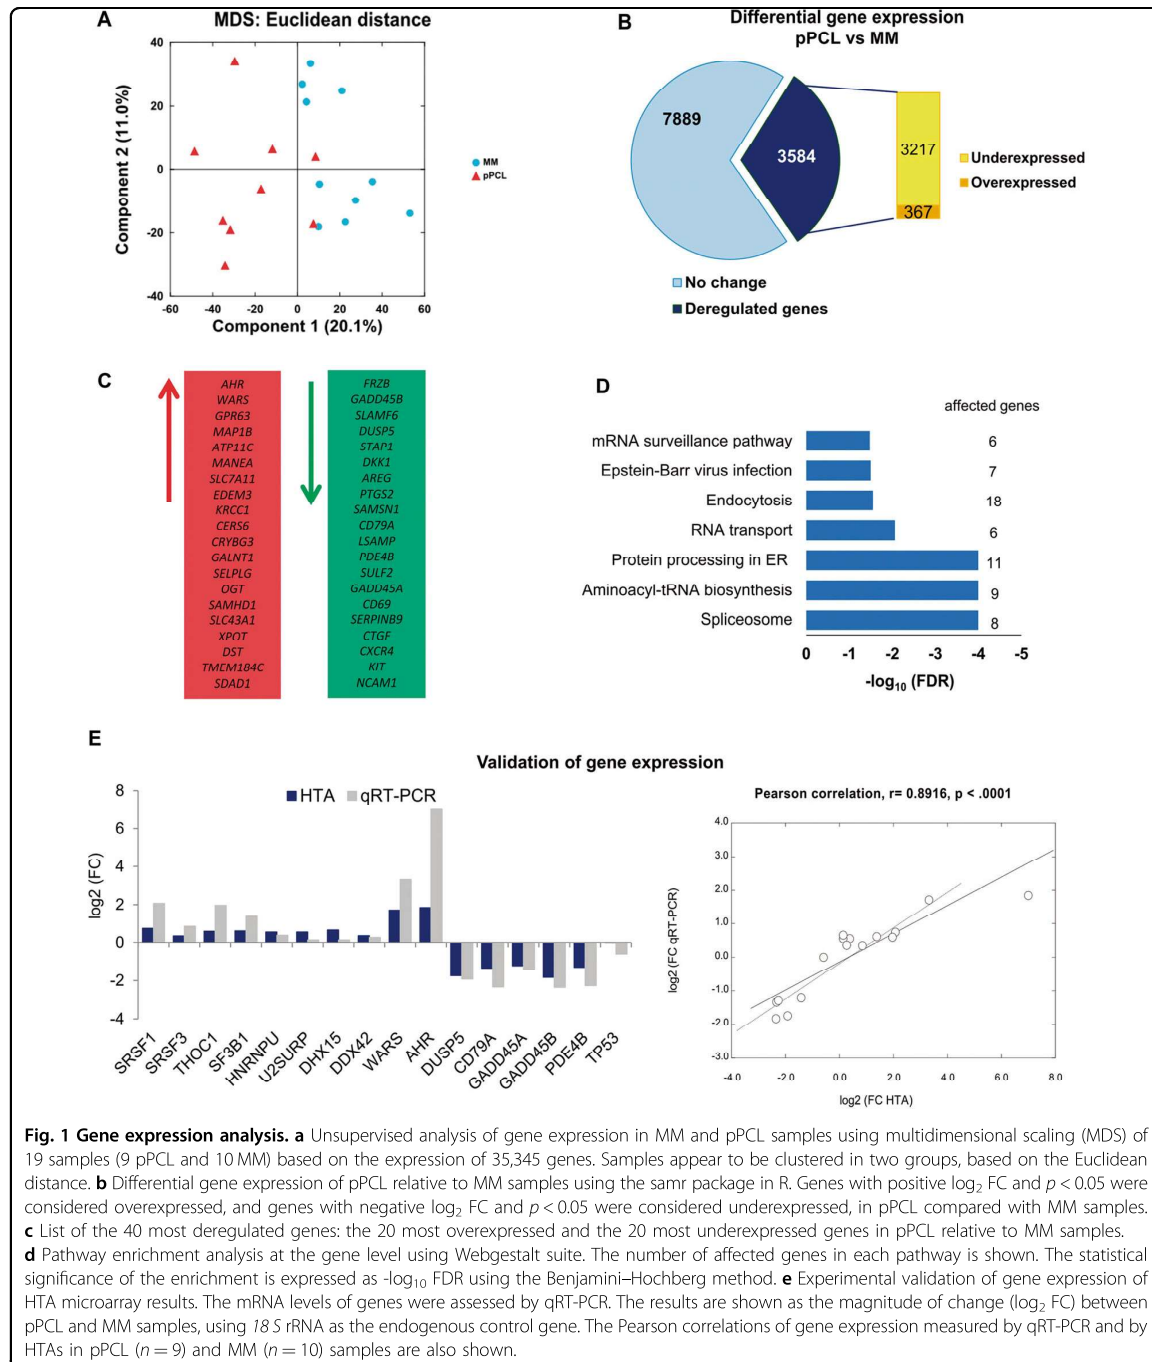 A
MDS: Euclidean distance
40
20
0
-20
-40
-60
-40
-20
0
20
40
60
Component 2 (11.0%)
Component 1 (20.1%)
MM
pPCL
B
Differential gene expression
pPCL vs MM
7889
3584
3217
367
Underexpressed
Overexpressed
No change
Deregulated genes
C
AHR
WARS
GPR63
MAP1B
ATP11C
MANEA
SLC7A11
EDEM3
KRCC1
CERS6
CRYBG3
GALNT1
SELPLG
OGT
SAMHD1
SLC43A1
XPOT
DST
TMEM184C
SDAD1
FRZB
GADD45B
SLAMF6
DUSP5
STAP1
DKK1
AREG
PTGS2
SAMSN1
CD79A
LSAMP
PDE4B
SULF2
GADD45A
CD69
SERPINB9
CTGF
CXCR4
KIT
NCAM1
D
affected genes
mRNA surveillance pathway 6
Epstein-Barr virus infection 7
Endocytosis 18
RNA transport 6
Protein processing in ER 11
Aminoacyl-tRNA biosynthesis 9
Spliceosome 8
0 -1 -2 -3 -4 -5
-log10 (FDR)
E
Validation of gene expression
HTA qRT-PCR
8
6
4
2
0
-2
-4
log2 (FC)
SRSF1
SRSF3
THOC1
SF3B1
HNRNPU
U2SURP
DHX15
DDX42
WARS
AHR
DUSP5
CD79A
GADD45A
GADD45B
PDE4B
TP53
Pearson correlation, r= 0.8916, p < .0001
4.0
3.0
2.0
1.0
0.0
-1.0
-2.0
-3.0
log2 (FC qRT-PCR)
-4.0 -2.0 0.0 2.0 4.0 6.0 8.0
log2 (FC HTA)
Fig. 1 Gene expression analysis. a Unsupervised analysis of gene expression in MM and pPCL samples using multidimensional scaling (MDS) of
19 samples (9 pPCL and 10 MM) based on the expression of 35,345 genes. Samples appear to be clustered in two groups, based on the Euclidean
distance. b Differential gene expression of pPCL relative to MM samples using the samr package in R. Genes with positive log2 FC and p < 0.05 were
considered overexpressed, and genes with negative log2 FC and p < 0.05 were considered underexpressed, in pPCL compared with MM samples.
c List of the 40 most deregulated genes: the 20 most overexpressed and the 20 most underexpressed genes in pPCL relative to MM samples.
d Pathway enrichment analysis at the gene level using Webgestalt suite. The number of affected genes in each pathway is shown. The statistical
significance of the enrichment is expressed as -log10 FDR using the Benjamini–Hochberg method. e Experimental validation of gene expression of
HTA microarray results. The mRNA levels of genes were assessed by qRT-PCR. The results are shown as the magnitude of change (log2 FC) between
pPCL and MM samples, using 18 S rRNA as the endogenous control gene. The Pearson correlations of gene expression measured by qRT-PCR and by
HTAs in pPCL (n = 9) and MM (n = 10) samples are also shown.